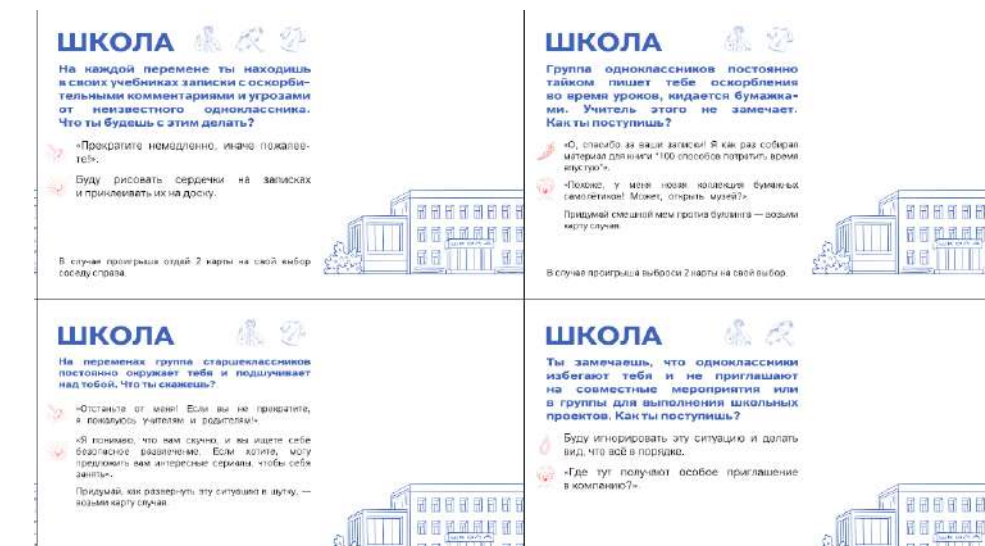 ШКОЛА
На каждой перемене ты находишь
в своих учебниках записки с оскорби-
тельными комментариями и угрозами
от неизвестного одноклассника.
Что ты будешь с этим делать?
«Прекратите немедленно, иначе пожалее-
те!».
Буду рисовать сердечки на записках
и приклеивать их на доску.
В случае проигрыша отдай 2 карты на свой выбор
соседу справа.
ШКОЛА
Группа одноклассников постоянно
тайком пишет тебе оскорбления
во время уроков, кидается бумажка-
ми. Учитель этого не замечает.
Как ты поступишь?
«О, спасибо за ваши записки! Я как раз собирал
материал для книги "100 способов потратить время
впустую"».
«Похоже, у меня новая коллекция бумажных
самолётиков! Может, открыть музей?».
Придумай смешной мем против буллинга — возьми
карту случая.
В случае проигрыша выброси 2 карты на свой выбор.
ШКОЛА
На переменах группа старшеклассников
постоянно окружает тебя и подшучивает
над тобой. Что ты скажешь?
«Отстаньте от меня! Если вы не прекратите,
я пожалуюсь учителям и родителям!»
«Я понимаю, что вам скучно, и вы ищете себе
безопасное развлечение. Если хотите, могу
предложить вам интересные сериалы, чтобы себя
занять».
Придумай, как развернуть эту ситуацию в шутку, —
возьми карту случая.
ШКОЛА
Ты замечаешь, что одноклассники
избегают тебя и не приглашают
на совместные мероприятия или
в группы для выполнения школьных
проектов. Как ты поступишь?
Буду игнорировать эту ситуацию и делать
вид, что всё в порядке.
«Где тут получают особое приглашение
в компанию?».